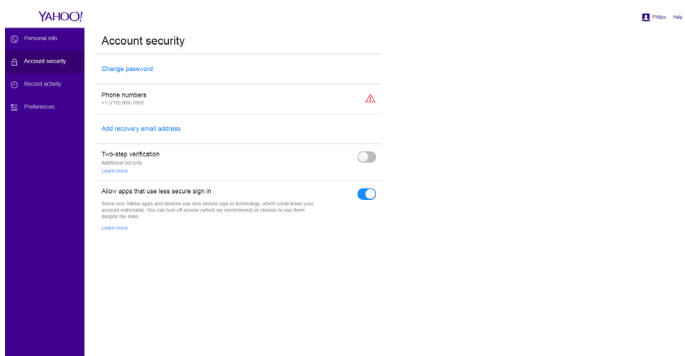 YAHOO!
Philips Help
Personal info
Account security
Recent activity
Preferences
Account security
Change password
Phone numbers
Add recovery email address
Two-step verification
Additional security.
Learn more
Allow apps that use less secure sign in
Some non-Yahoo apps and devices use less secure sign-in technology, which could leave your
account vulnerable. You can turn off access (which we recommend) or choose to use them
despite the risks.
Learn more